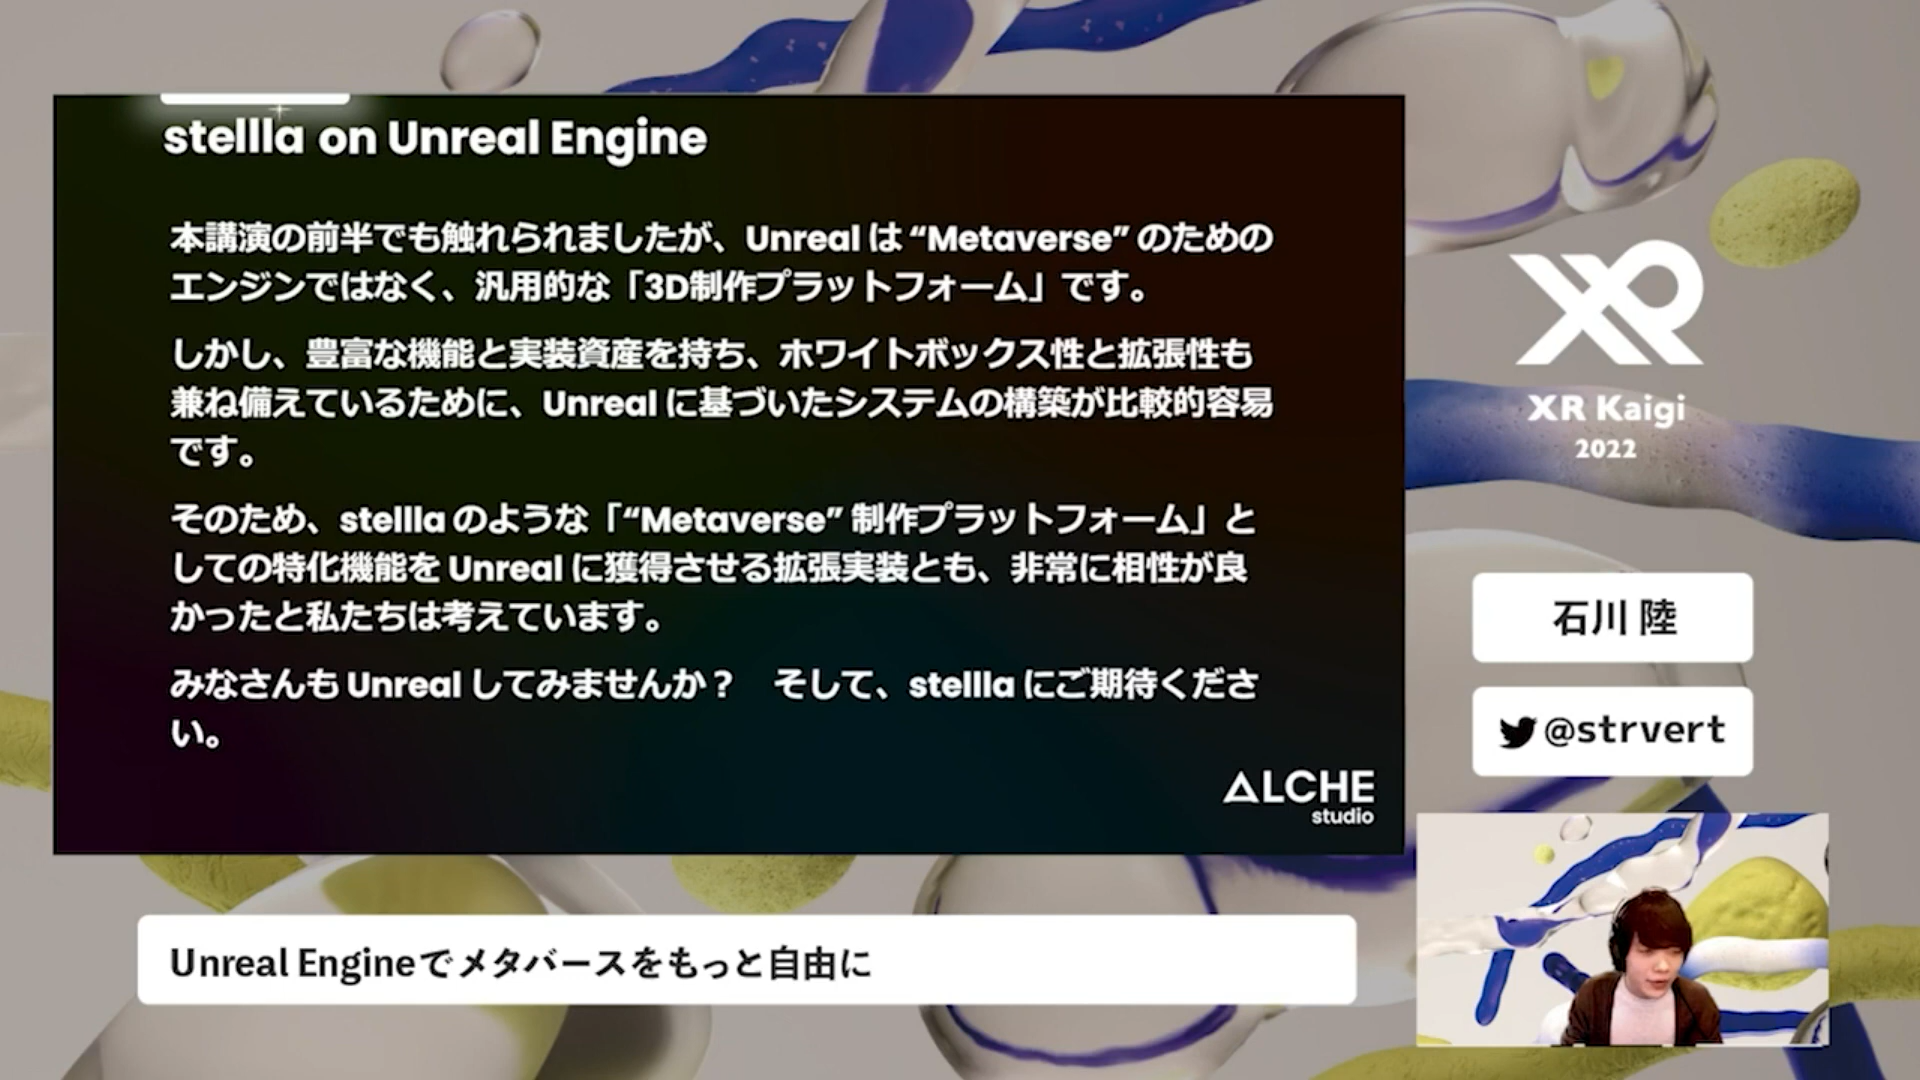 stellla on Unreal Engine
本講演の前半でも触れられましたが、Unreal は “Metaverse” のための
エンジンではなく、汎用的な「3D制作プラットフォーム」です。
しかし、豊富な機能と実装資産を持ち、ホワイトボックス性と拡張性も
兼ね備えているために、Unreal に基づいたシステムの構築が比較的容易
です。
そのため、stellla のような「“Metaverse” 制作プラットフォーム」と
しての特化機能を Unreal に獲得させる拡張実装とも、非常に相性が良
かったと私たちは考えています。
みなさんも Unreal してみませんか？　そして、stellla にご期待くださ
い。
ALCHE
studio
XR
XR Kaigi
2022
石川 陸
@strvert
Unreal Engineでメタバースをもっと自由に